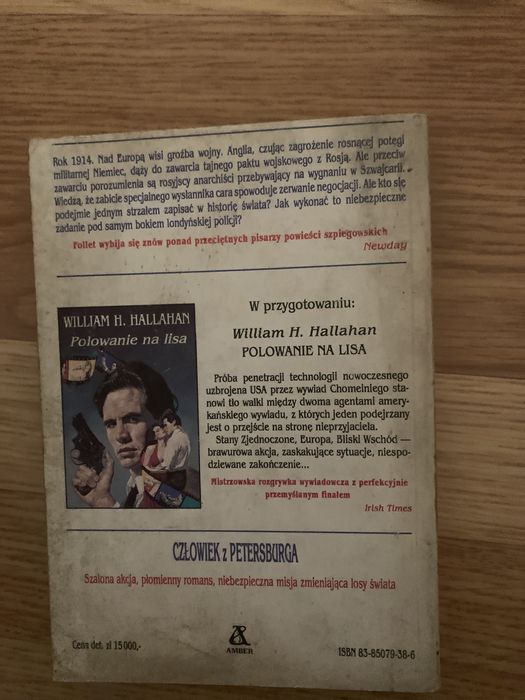 Rok 1914. Nad Europą wisi groźba wojny. Anglia, czując zagrożenie rosnącej potęgi
militarnej Niemiec, dąży do zawarcia tajnego paktu wojskowego z Rosją. Ale przeciw
zawarciu porozumienia są rosyjscy anarchiści przebywający na wygnaniu w Szwajcarii.
Wiedzą, że zabicie specjalnego wysłannika cara spowoduje zerwanie negocjacji. Ale kto się
podejmie jednym strzałem zapisać w historię świata? Jak wykonać to niebezpieczne
zadanie pod samym bokiem londyńskiej policji?
Follet wybija się znów ponad przeciętnych pisarzy powieści szpiegowskich
Newday
WILLIAM H. HALLAHAN
Polowanie na lisa
W przygotowaniu:
William H. Hallahan
POLOWANIE NA LISA
Próba penetracji technologii nowoczesnego
uzbrojena USA przez wywiad Chomeiniego sta-
nowi tło walki między dwoma agentami amery-
kańskiego wywiadu, z których jeden podejrzany
jest o przejście na stronę nieprzyjaciela.
Stany Zjednoczone, Europa, Bliski Wschód —
brawurowa akcja, zaskakujące sytuacje, niespo-
dziewane zakończenie...
Mistrzowska rozgrywka wywiadowcza z perfekcyjnie
przemyślanym finałem
Irish Times
CZŁOWIEK z PETERSBURGA
Szalona akcja, płomienny romans, niebezpieczna misja zmieniająca losy świata
Cena det. zł 15 000,-
AMBER
ISBN 83-85079-38-6